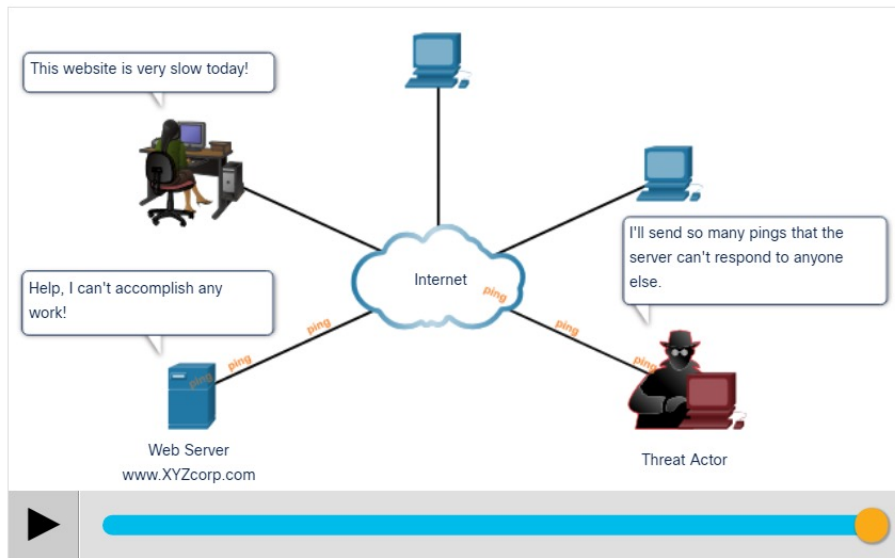 This website is very slow today!
I'll send so many pings that the
server can't respond to anyone
else.
Internet
ping
Help, I can't accomplish any
work!
ping
ping
ping
ping
ping
Web Server
www.XYZcorp.com
Threat Actor